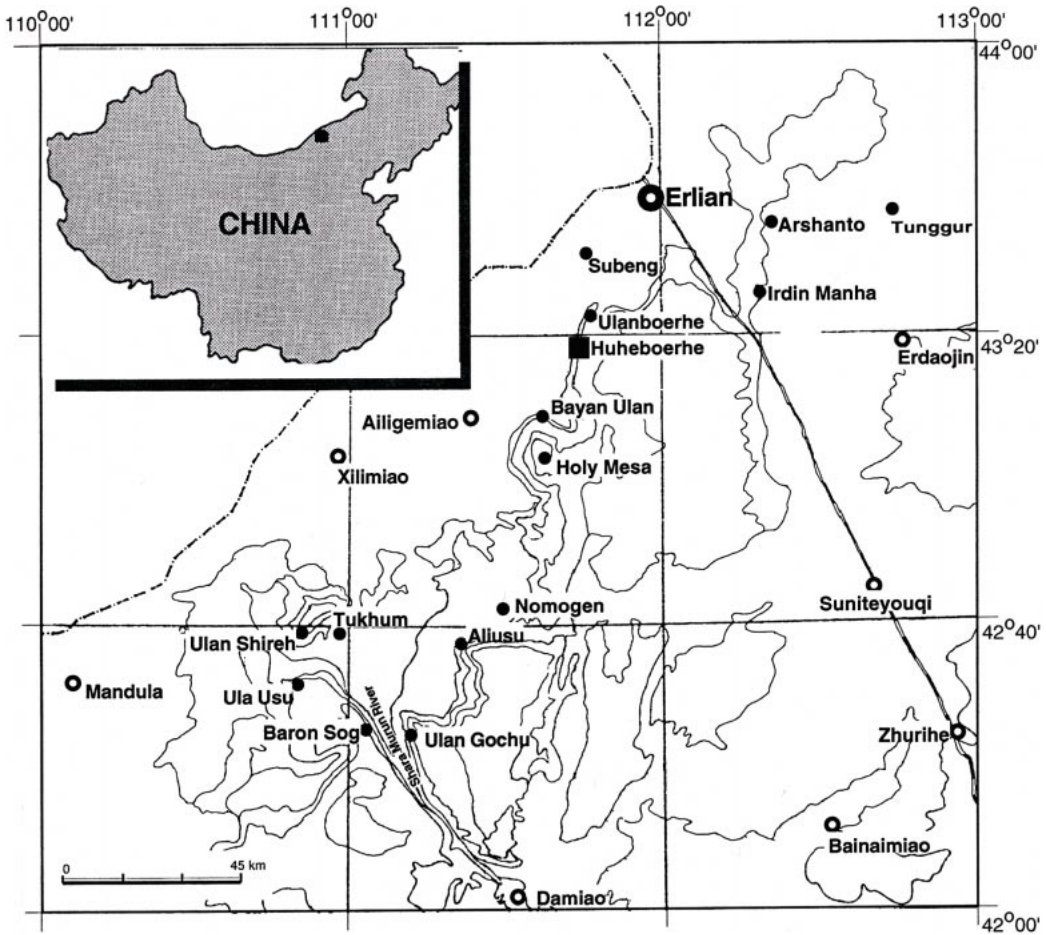 110°00'
111°00'
112°00'
113°00'
44°00'
CHINA
Erlian
Arshanto
Tunggur
Subeng
Irdin Manha
Ulanboerhe
43°20'
Huheboerhe
Erdaojin
Bayan Ulan
Ailigemiao
Holy Mesa
Xilimiao
Suniteyouqi
Nomogen
Tukhum
42°40'
Ulan Shireh
Aliusu
Mandula
Ula Usu
Shara Murun River
Baron Sog
Ulan Gochu
Zhurihe
Bainaimiao
0 45 km
Damiao
42°00'